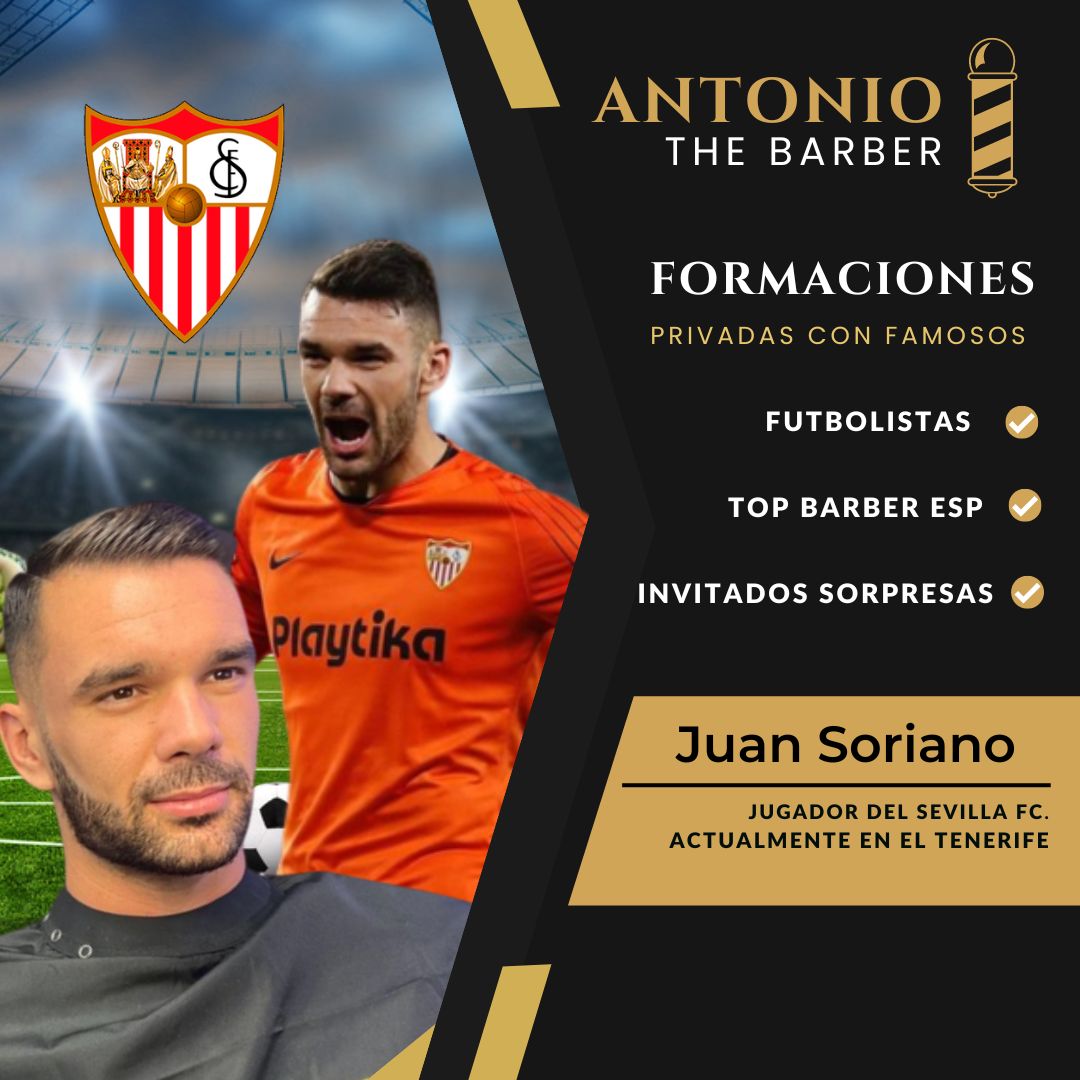 ANTONIO
THE BARBER
FORMACIONES
PRIVADAS CON FAMOSOS
FUTBOLISTAS
TOP BARBER ESP
INVITADOS SORPRESAS
Playtika
Juan Soriano
JUGADOR DEL SEVILLA FC.
ACTUALMENTE EN EL TENERIFE